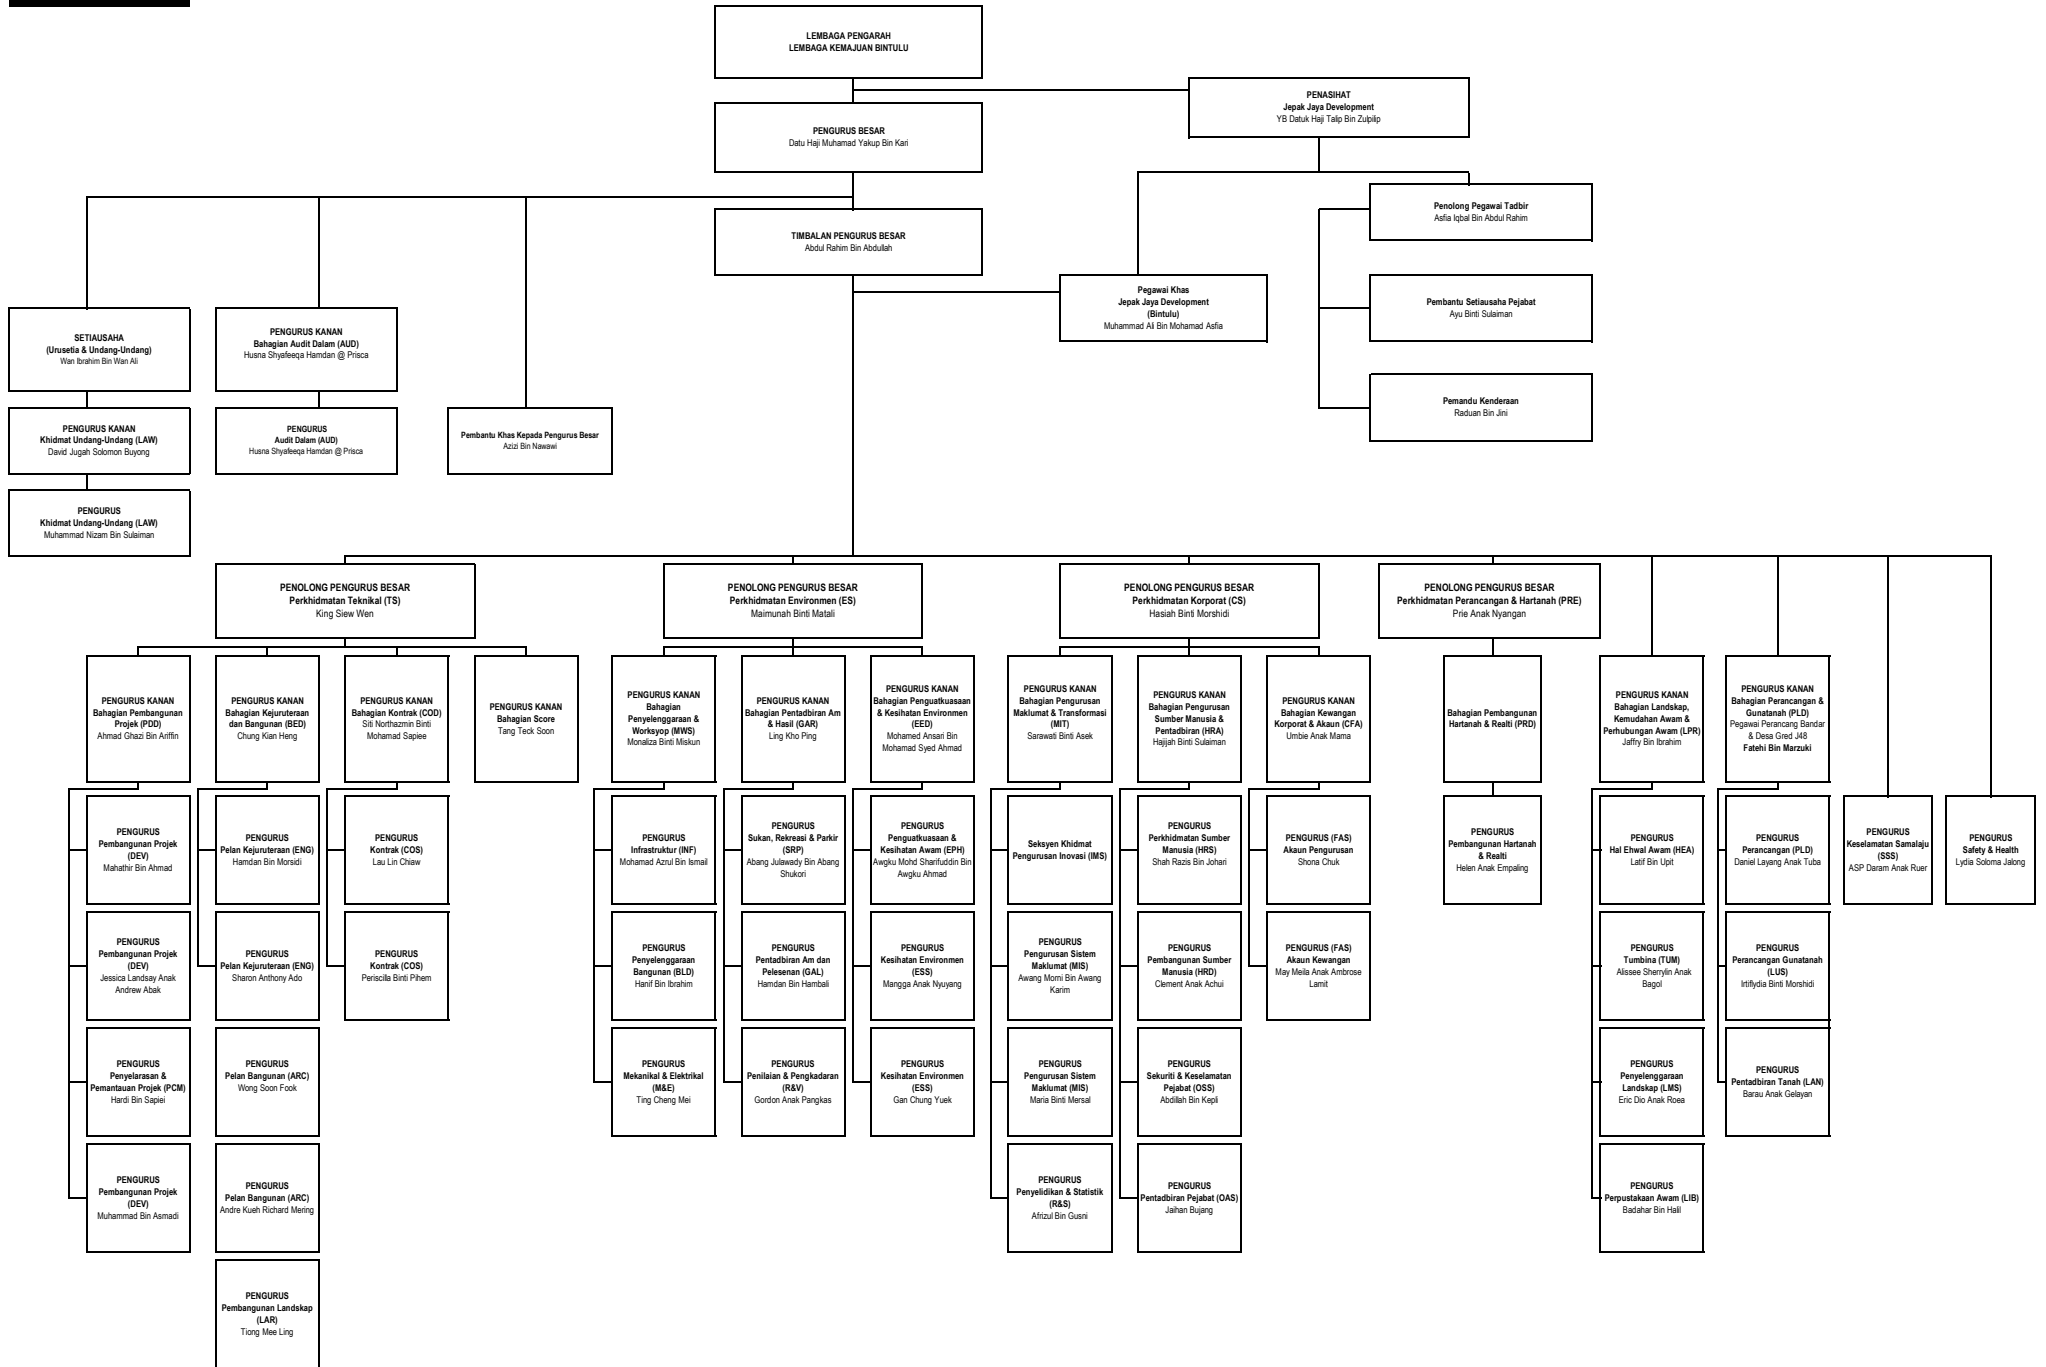 LEMBAGA PENGARAH
LEMBAGA KEMAJUAN BINTULU
PENASIHAT
Jepak Jaya Development
YB Datuk Haji Talip Bin Zulpilip
PENGURUS BESAR
Datu Haji Muhamad Yakup Bin Kari
Penolong Pegawai Tadbir
Asfia Iqbal Bin Abdul Rahim
TIMBALAN PENGURUS BESAR
Abdul Rahim Bin Abdullah
Pegawai Khas
Jepak Jaya Development
(Bintulu)
Muhammad Ali Bin Mohamad Asfia
Pembantu Setiausaha Pejabat
Ayu Binti Sulaiman
Pemandu Kenderaan
Raduan Bin Jini
SETIAUSAHA
(Urusetia & Undang-Undang)
Wan Ibrahim Bin Wan Ali
PENGURUS KANAN
Bahagian Audit Dalam (AUD)
Husna Shyafeeqa Hamdan @ Prisca
PENGURUS KANAN
Khidmat Undang-Undang (LAW)
David Jugah Solomon Buyong
PENGURUS
Audit Dalam (AUD)
Husna Shyafeeqa Hamdan @ Prisca
Pembantu Khas Kepada Pengurus Besar
Azizi Bin Nawawi
PENGURUS
Khidmat Undang-Undang (LAW)
Muhammad Nizam Bin Sulaiman
PENOLONG PENGURUS BESAR
Perkhidmatan Teknikal (TS)
King Siew Wen
PENOLONG PENGURUS BESAR
Perkhidmatan Environmen (ES)
Maimunah Binti Matali
PENOLONG PENGURUS BESAR
Perkhidmatan Korporat (CS)
Hasiah Binti Morshidi
PENOLONG PENGURUS BESAR
Perkhidmatan Perancangan & Hartanah (PRE)
Prie Anak Nyangan
PENGURUS KANAN
Bahagian Pembangunan
Projek (PDD)
Ahmad Ghazi Bin Ariffin
PENGURUS KANAN
Bahagian Kejuruteraan
dan Bangunan (BED)
Chung Kian Heng
PENGURUS KANAN
Bahagian Kontrak (COD)
Siti Northazmin Binti
Mohamad Sapiee
PENGURUS KANAN
Bahagian Score
Tang Teck Soon
PENGURUS KANAN
Bahagian
Penyelenggaraan &
Worksyop (MWS)
Monaliza Binti Miskun
PENGURUS KANAN
Bahagian Pentadbiran Am
& Hasil (GAR)
Ling Kho Ping
PENGURUS KANAN
Bahagian Penguatkuasaan
& Kesihatan Environmen
(EED)
Mohamed Ansari Bin
Mohamad Syed Ahmad
PENGURUS KANAN
Bahagian Pengurusan
Maklumat & Transformasi
(MIT)
Sarawati Binti Asek
PENGURUS KANAN
Bahagian Pengurusan
Sumber Manusia &
Pentadbiran (HRA)
Hajijah Binti Sulaiman
PENGURUS KANAN
Bahagian Kewangan
Korporat & Akaun (CFA)
Umbie Anak Mama
Bahagian Pembangunan
Hartanah & Realti (PRD)
PENGURUS KANAN
Bahagian Landskap,
Kemudahan Awam &
Perhubungan Awam (LPR)
Jaffry Bin Ibrahim
PENGURUS KANAN
Bahagian Perancangan &
Gunatanah (PLD)
Pegawai Perancang Bandar
& Desa Gred J48
Fatehi Bin Marzuki
PENGURUS
Pembangunan Projek
(DEV)
Mahathir Bin Ahmad
PENGURUS
Pelan Kejuruteraan (ENG)
Hamdan Bin Morsidi
PENGURUS
Kontrak (COS)
Lau Lin Chiaw
PENGURUS
Infrastruktur (INF)
Mohamad Azrul Bin Ismail
PENGURUS
Sukan, Rekreasi & Parkir
(SRP)
Abang Julawady Bin Abang
Shukori
PENGURUS
Penguatkuasaan &
Kesihatan Awam (EPH)
Awgku Mohd Sharifuddin Bin
Awgku Ahmad
Seksyen Khidmat
Pengurusan Inovasi (IMS)
PENGURUS
Perkhidmatan Sumber
Manusia (HRS)
Shah Razis Bin Johari
PENGURUS (FAS)
Akaun Pengurusan
Shona Chuk
PENGURUS
Pembangunan Hartanah
& Realti
Helen Anak Empaling
PENGURUS
Hal Ehwal Awam (HEA)
Latif Bin Upit
PENGURUS
Perancangan (PLD)
Daniel Layang Anak Tuba
PENGURUS
Keselamatan Samalaju
(SSS)
ASP Daram Anak Ruer
PENGURUS
Safety & Health
Lydia Soloma Jalong
PENGURUS
Pembangunan Projek
(DEV)
Jessica Landsay Anak
Andrew Abak
PENGURUS
Pelan Kejuruteraan (ENG)
Sharon Anthony Ado
PENGURUS
Kontrak (COS)
Periscilla Binti Pihem
PENGURUS
Penyelenggaraan
Bangunan (BLD)
Hanif Bin Ibrahim
PENGURUS
Pentadbiran Am dan
Pelesenan (GAL)
Hamdan Bin Hambali
PENGURUS
Kesihatan Environmen
(ESS)
Mangga Anak Nyuyang
PENGURUS
Pengurusan Sistem
Maklumat (MIS)
Awang Morni Bin Awang
Karim
PENGURUS
Pembangunan Sumber
Manusia (HRD)
Clement Anak Achui
PENGURUS (FAS)
Akaun Kewangan
May Meila Anak Ambrose
Lamit
PENGURUS
Tumbina (TUM)
Alissee Sherrylin Anak
Bagol
PENGURUS
Perancangan Gunatanah
(LUS)
Irtiflydia Binti Morshidi
PENGURUS
Penyelarasan &
Pemantauan Projek (PCM)
Hardi Bin Sapiei
PENGURUS
Pelan Bangunan (ARC)
Wong Soon Fook
PENGURUS
Mekanikal & Elektrikal
(M&E)
Ting Cheng Mei
PENGURUS
Penilaian & Pengkadaran
(R&V)
Gordon Anak Pangkas
PENGURUS
Kesihatan Environmen
(ESS)
Gan Chung Yuek
PENGURUS
Pengurusan Sistem
Maklumat (MIS)
Maria Binti Mersal
PENGURUS
Sekuriti & Keselamatan
Pejabat (OSS)
Abdillah Bin Kepli
PENGURUS
Penyelenggaraan
Landskap (LMS)
Eric Dio Anak Roea
PENGURUS
Pentadbiran Tanah (LAN)
Barau Anak Gelayan
PENGURUS
Pembangunan Projek
(DEV)
Muhammad Bin Asmadi
PENGURUS
Pelan Bangunan (ARC)
Andre Kueh Richard Mering
PENGURUS
Penyelidikan & Statistik
(R&S)
Afrizul Bin Gusni
PENGURUS
Pentadbiran Pejabat (OAS)
Jaihan Bujang
PENGURUS
Perpustakaan Awam (LIB)
Badahar Bin Halil
PENGURUS
Pembangunan Landskap
(LAR)
Tiong Mee Ling